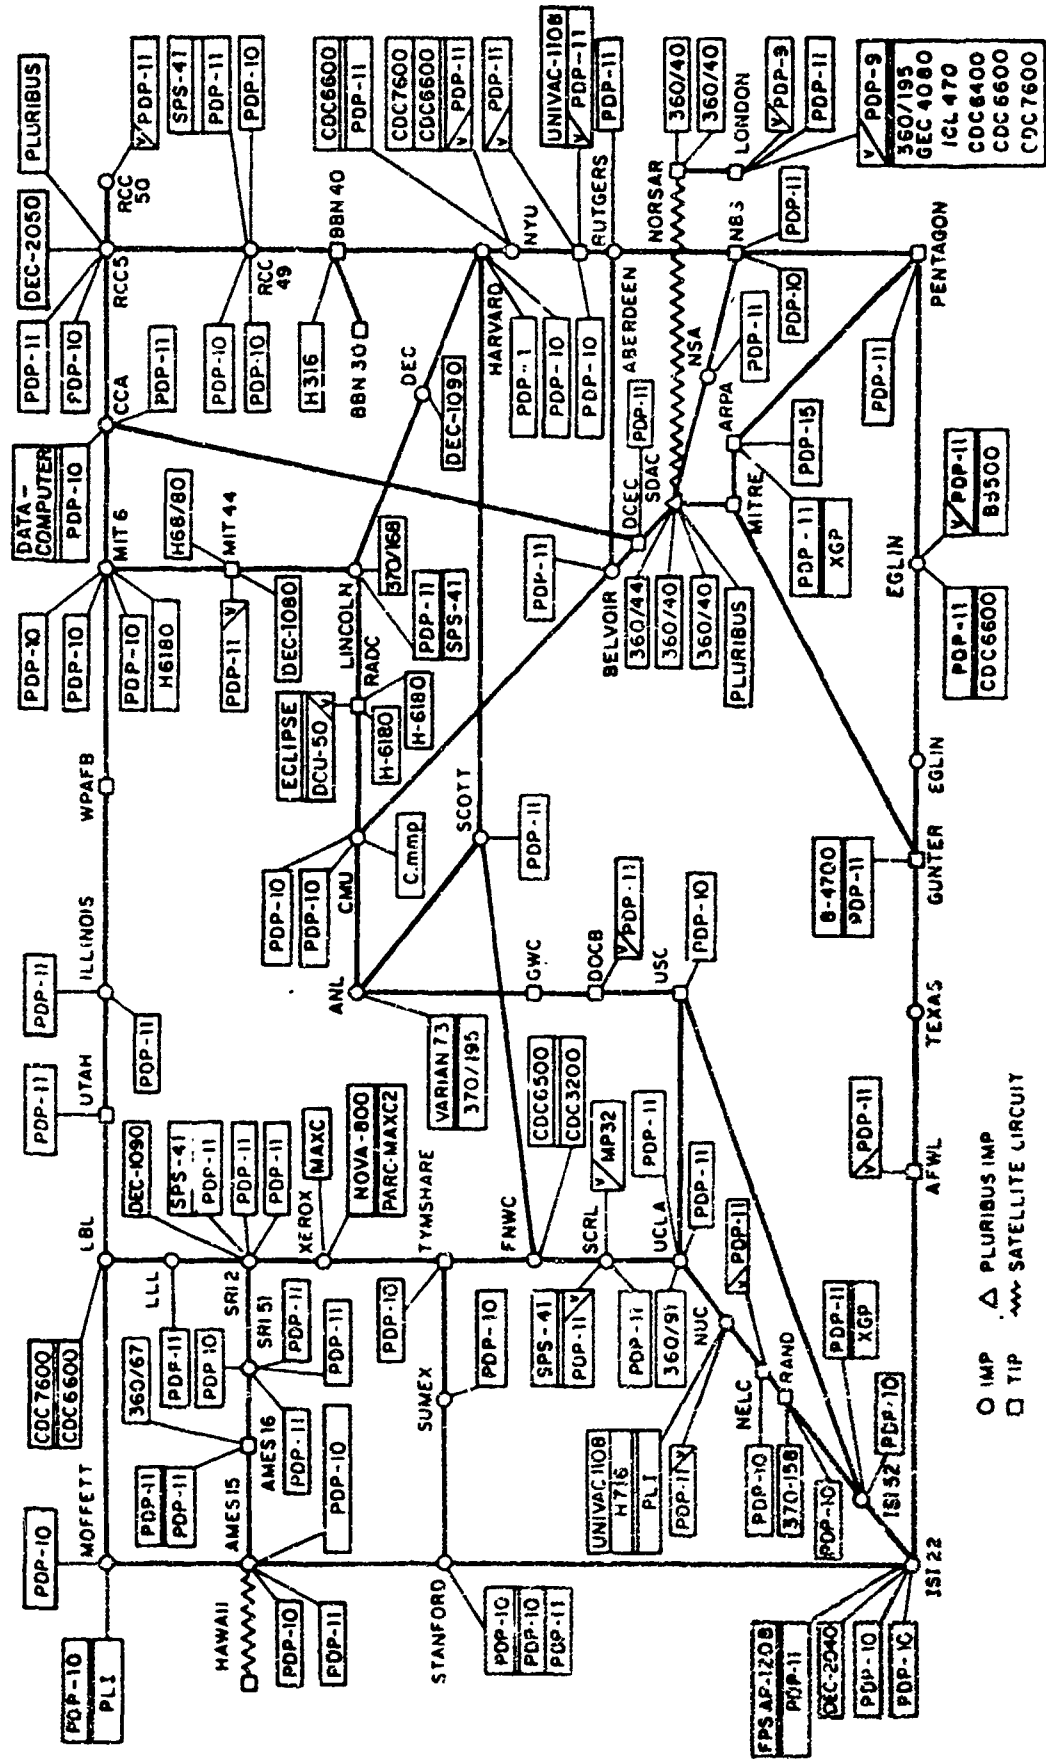 PDP-10
PLI
PDP-10
MOFFETT
CDC7600
CDC6600
LBL
PDP-11
UTAH
PDP-11
ILLINOIS
PDP-11
WPAFB
PDP-10
PDP-10
PDP-10
H6180
MIT 6
DATA-
COMPUTER
PDP-10
CCA
PDP-11
PDP-11
PDP-10
DEC-2050
PLURIBUS
RCC5
RCC
50
V PDP-11
HAWAII
PDP-10
PDP-11
AMES15
PDP-10
PDP-11
PDP-11
360/67
AMES16
PDP-11
PDP-11
PDP10
LLL
DEC-1090
SPS-41
PDP-11
PDP-11
PDP-11
SRI 2
SRI 51
PDP-11
PDP-11
XEROX
MAXC
NOVA-800
PARC-MAXC2
H68/80
MIT 44
PDP-11 V
DEC-1080
PDP-10
PDP-10
RCC
49
SPS-41
PDP-11
PDP-10
H316
BBN 40
BBN 30
ANL
VARIAN 73
370/195
PDP-10
PDP-10
CMU
C.mmp
ECLIPSE
DCU-50 V
RADC
H-6180
H-6180
LINCOLN
370/168
PDP-11
SPS-41
DEC
DEC-1090
STANFORD
PDP-10
PDP-10
PDP-11
SUMEX
PDP-10
PDP-10
TYMSHARE
SCOTT
PDP-11
HARVARD
PDP-1
PDP-10
CDC6600
PDP-11
NYU
CDC7600
CDC6600
V PDP-11
V PDP-11
FNWC
CDC6500
CDC3200
GWC
DOCB
V PDP-11
USC
PDP-10
SCRL
V MP32
SPS-41
PDP-11 V
PDP-11
UCLA
PDP-11
PDP-11
360/91
PDP-10
RUTGERS
UNIVAC-1108
V PDP-11
ABERDEEN
PDP-11
BELVOIR
PDP-11
DCEC
PDP-11
SDAC
360/44
360/40
360/40
PLURIBUS
NORSAR
360/40
360/40
LONDON
V PDP-9
PDP-11
V PDP-9
360/195
GEC 4080
ICL 470
CDC6400
CDC6600
CDC7600
NUC
UNIVAC1108
H716
PLI
PDP-11 V
NELC
V PDP-11
PDP-10
RAND
370-158
PDP-10
ISI 52
PDP-11
XGP
PDP-10
MITRE
PDP-11
XGP
ARPA
PDP-15
NSA
PDP-11
NBS
PDP-10
PDP-11
FPS AP-120B
PDP-11
DEC-2040
PDP-10
PDP-10
ISI 22
AFWL
V PDP-11
TEXAS
B-4700
PDP-11
GUNTER
EGLIN
EGLIN
PDP-11
CDC6600
V PDP-11
B5500
PENTAGON
PDP-11
IMP
PLURIBUS IMP
TIP
SATELLITE CIRCUIT